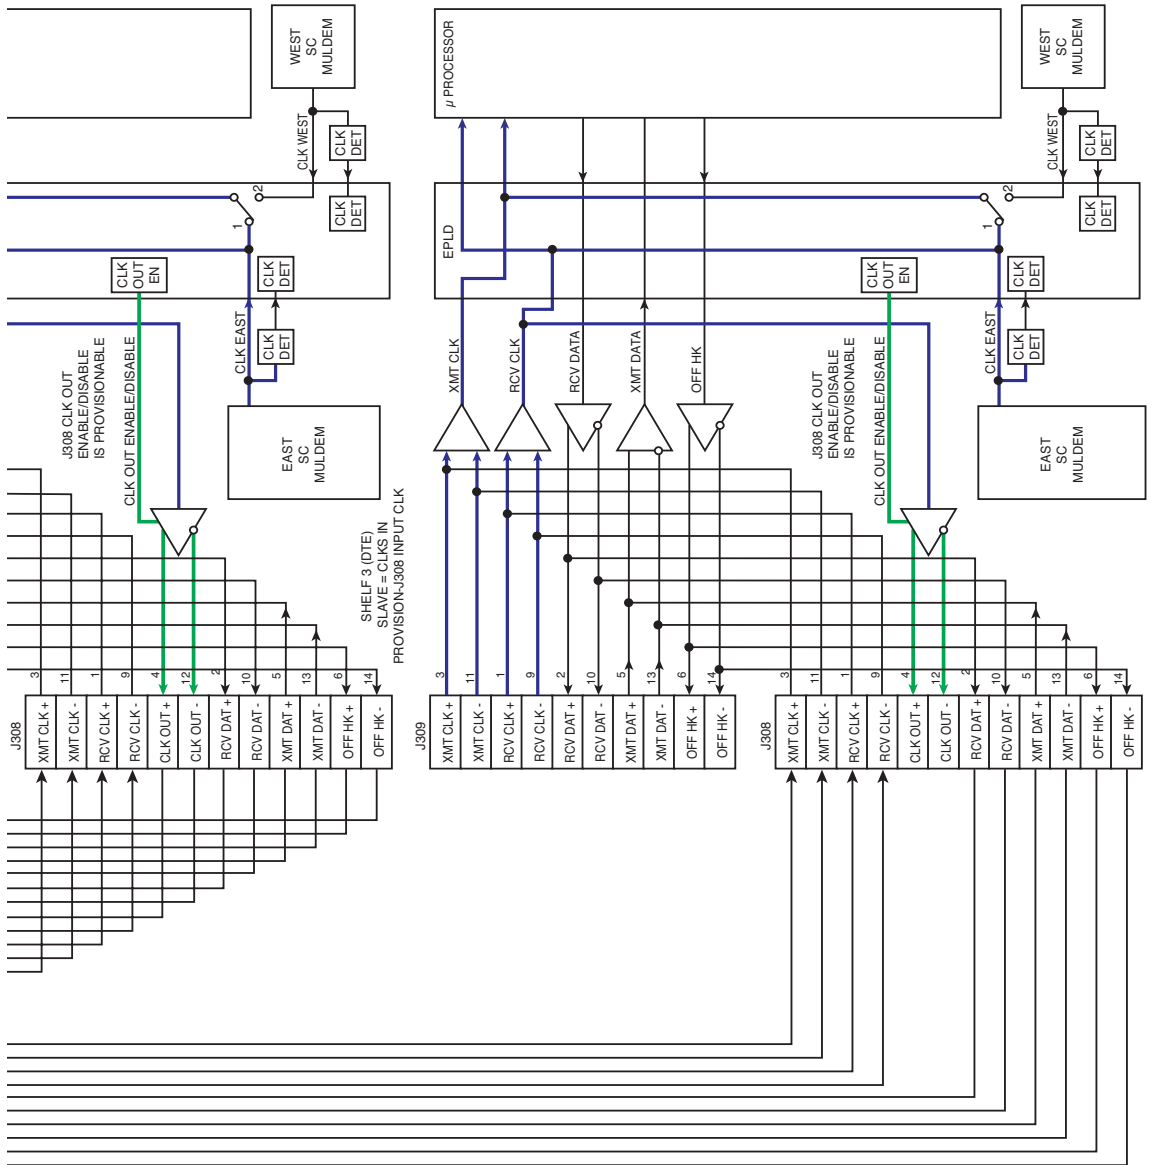 WEST
SC
MULDEM
CLK WEST
CLK
DET
CLK
DET
2
1
CLK
OUT
EN
CLK
DET
CLK
DET
CLK EAST
J308 CLK OUT
ENABLE/DISABLE
IS PROVISIONABLE
CLK OUT ENABLE/DISABLE
EAST
SC
MULDEM
3
11
1
9
4
12
2
10
5
13
6
14
J308
XMT CLK +
XMT CLK -
RCV CLK +
RCV CLK -
CLK OUT +
CLK OUT -
RCV DAT +
RCV DAT -
XMT DAT +
XMT DAT -
OFF HK +
OFF HK -
SHELF 3 (DTE)
SLAVE = CLKS IN
PROVISION-J308 INPUT CLK
µ PROCESSOR
EPLD
WEST
SC
MULDEM
CLK WEST
CLK
DET
CLK
DET
2
1
CLK
OUT
EN
CLK
DET
CLK
DET
CLK EAST
XMT CLK
RCV CLK
RCV DATA
XMT DATA
OFF HK
J308 CLK OUT
ENABLE/DISABLE
IS PROVISIONABLE
CLK OUT ENABLE/DISABLE
EAST
SC
MULDEM
3
11
1
9
2
10
5
13
6
14
J309
XMT CLK +
XMT CLK -
RCV CLK +
RCV CLK -
RCV DAT +
RCV DAT -
XMT DAT +
XMT DAT -
OFF HK +
OFF HK -
3
11
1
9
4
12
2
10
5
13
6
14
J308
XMT CLK +
XMT CLK -
RCV CLK +
RCV CLK -
CLK OUT +
CLK OUT -
RCV DAT +
RCV DAT -
XMT DAT +
XMT DAT -
OFF HK +
OFF HK -